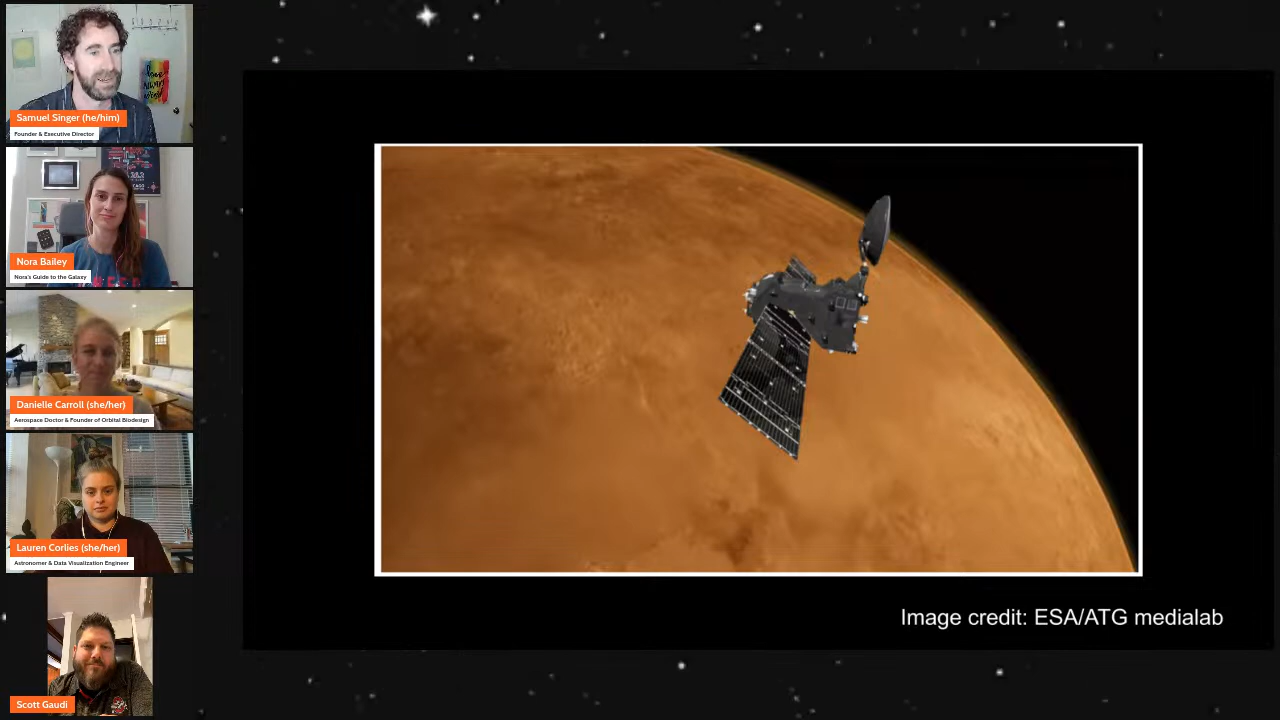 Samuel Singer (he/him)
Founder & Executive Director
Nora Bailey
Nora's Guide to the Galaxy
Danielle Carroll (she/her)
Aerospace Doctor & Founder of Orbital Biodesign
Lauren Corlies (she/her)
Astronomer & Data Visualization Engineer
Scott Gaudi
Image credit: ESA/ATG medialab